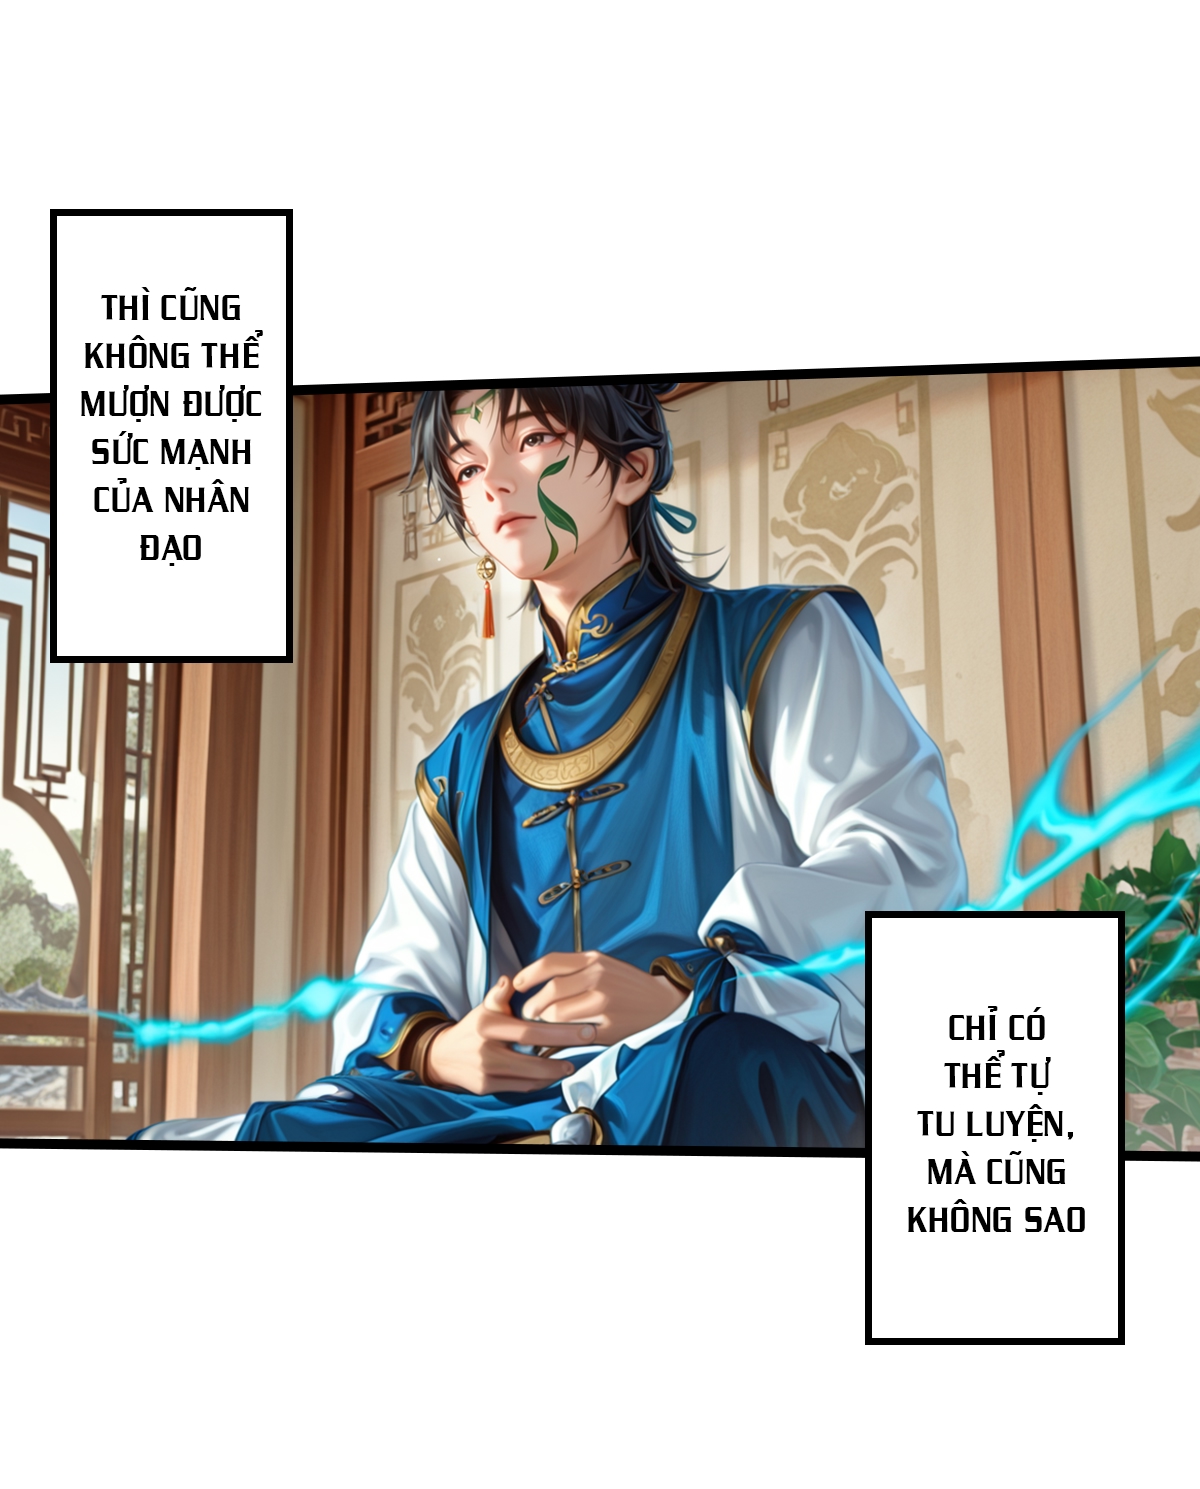 THÌ CŨNG
KHÔNG THỂ
MƯỢN ĐƯỢC
SỨC MẠNH
CỦA NHÂN
ĐẠO
CHỈ CÓ
THỂ TỰ
TU LUYỆN,
MÀ CŨNG
KHÔNG SAO